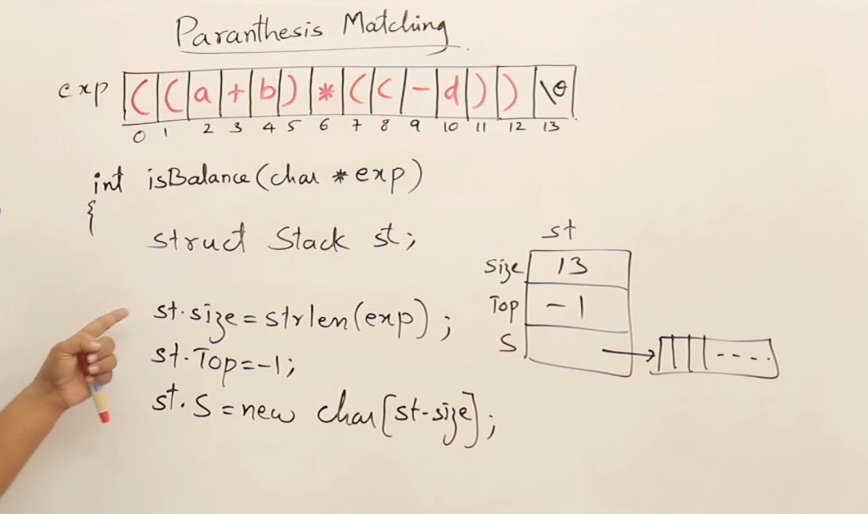 Paranthesis Matching
exp ( ( a + b ) * ( c - d ) ) \0
0 1 2 3 4 5 6 7 8 9 10 11 12 13
int isBalance(char *exp)
{
struct Stack st;
st.size=strlen(exp);
st.Top=-1;
st.S=new char[st-size];
st
Size 13
Top -1
S ----